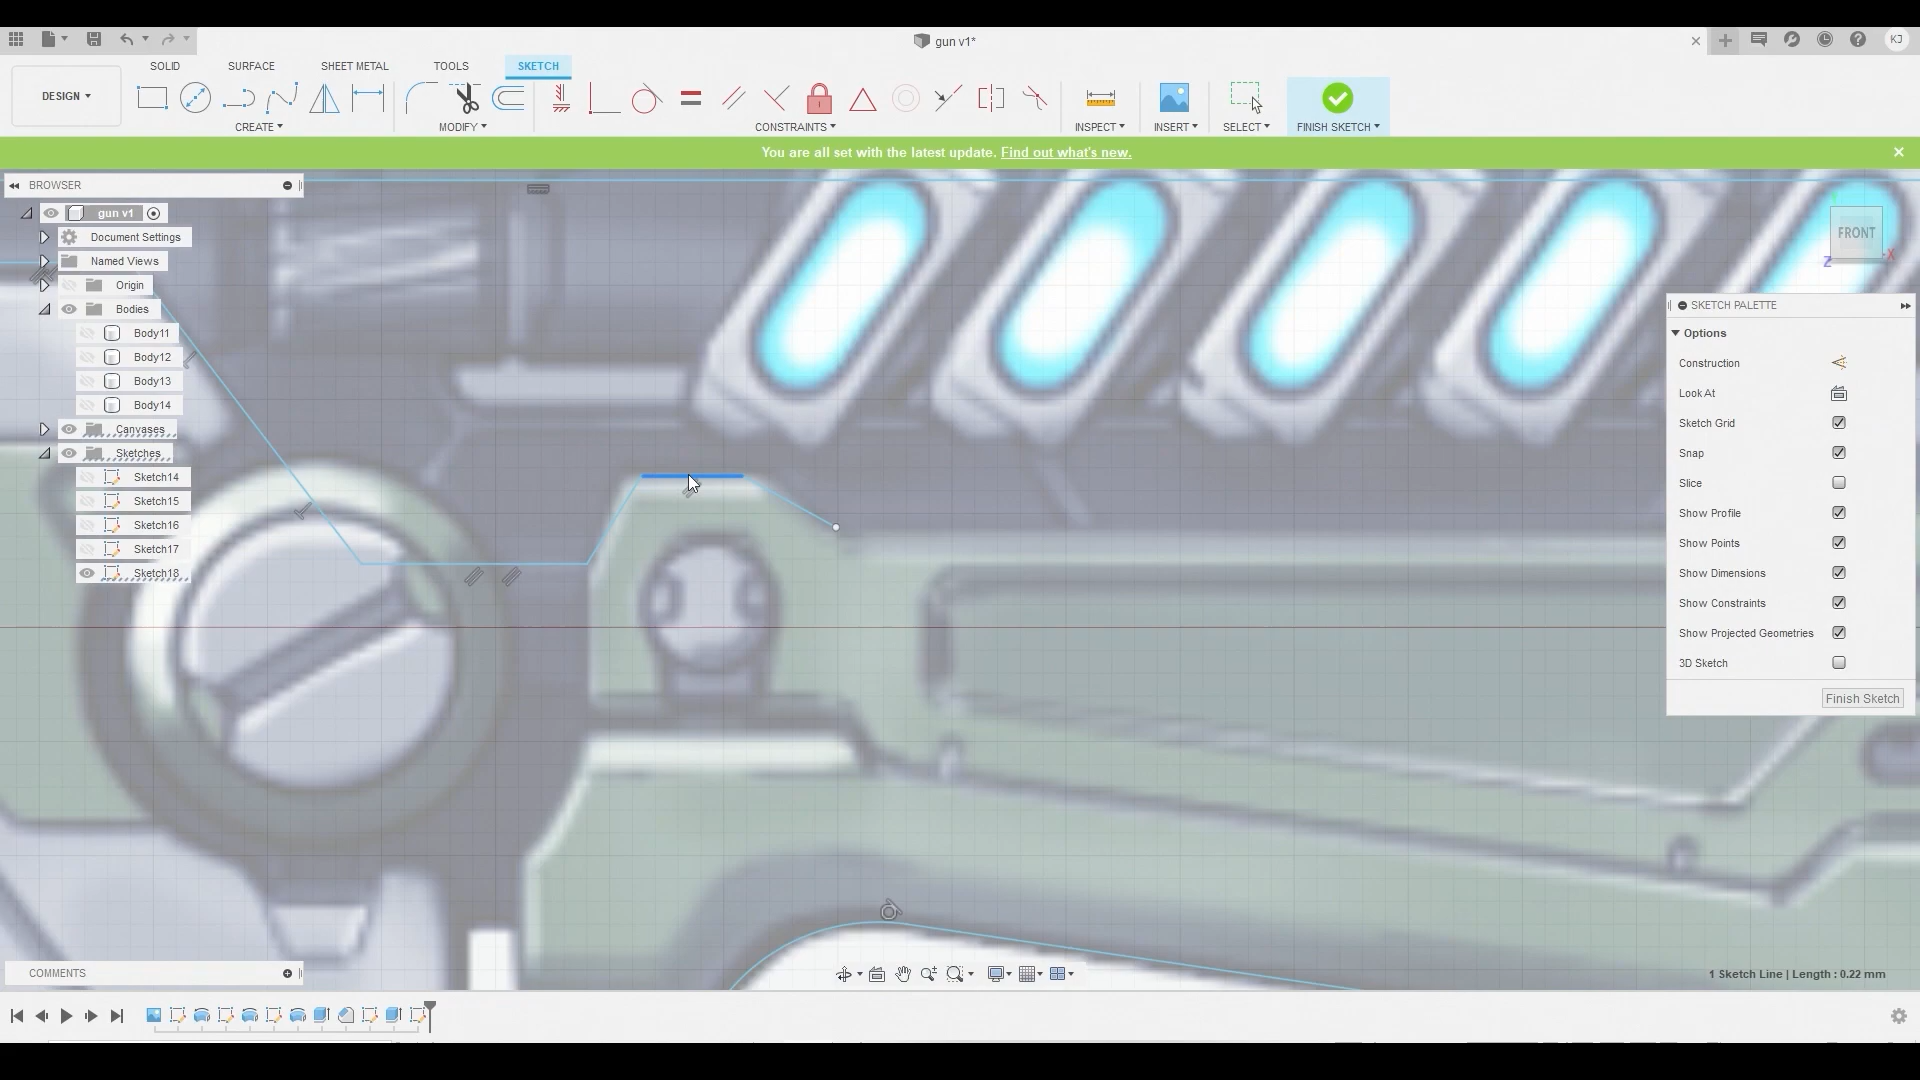 gun v1*
KJ
SOLID SURFACE SHEET METAL TOOLS SKETCH
DESIGN
CREATE MODIFY CONSTRAINTS INSPECT INSERT SELECT FINISH SKETCH
You are all set with the latest update. Find out what's new.
BROWSER
gun v1
Document Settings
Named Views
Origin
Bodies
Body11
Body12
Body13
Body14
Canvases
Sketches
Sketch14
Sketch15
Sketch16
Sketch17
Sketch18
FRONT
Z
X
SKETCH PALETTE
Options
Construction
Look At
Sketch Grid
Snap
Slice
Show Profile
Show Points
Show Dimensions
Show Constraints
Show Projected Geometries
3D Sketch
Finish Sketch
COMMENTS
1 Sketch Line | Length : 0.22 mm